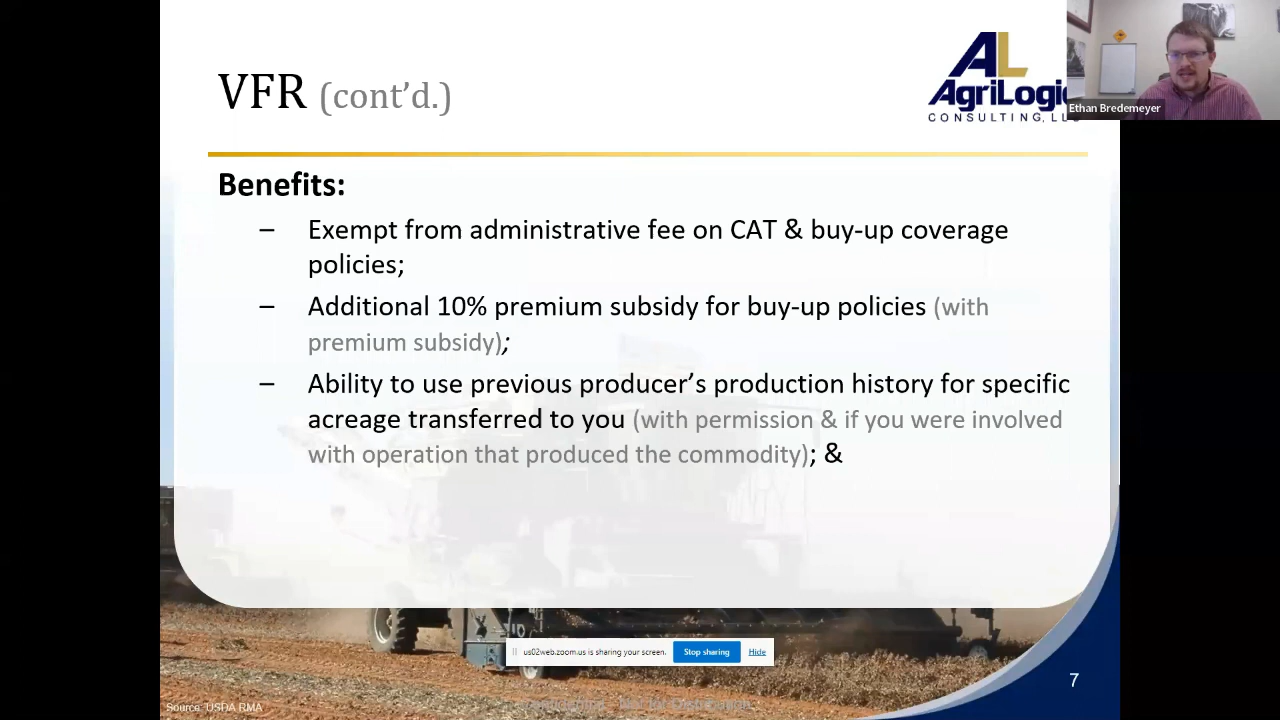 VFR (cont’d.)
AL
AgriLogic
CONSULTING, LL
Ethan Bredemeyer
Benefits:
– Exempt from administrative fee on CAT & buy-up coverage
policies;
– Additional 10% premium subsidy for buy-up policies (with
premium subsidy);
– Ability to use previous producer’s production history for specific
acreage transferred to you (with permission & if you were involved
with operation that produced the commodity); &
us02web.zoom.us is sharing your screen. Stop sharing Hide
7
Source: USDA RMA